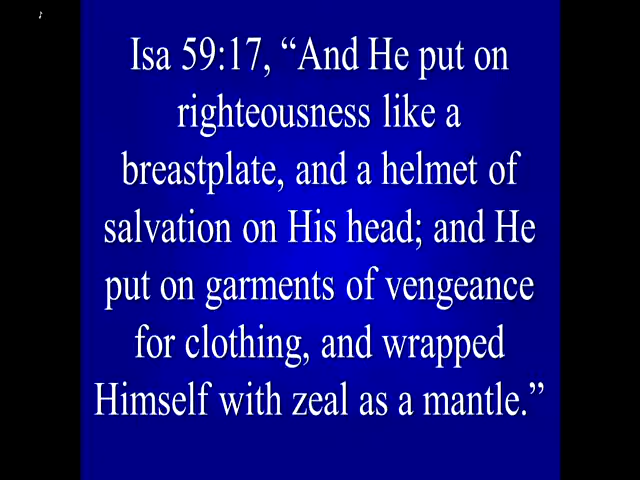 Isa 59:17, “And He put on
righteousness like a
breastplate, and a helmet of
salvation on His head; and He
put on garments of vengeance
for clothing, and wrapped
Himself with zeal as a mantle.”